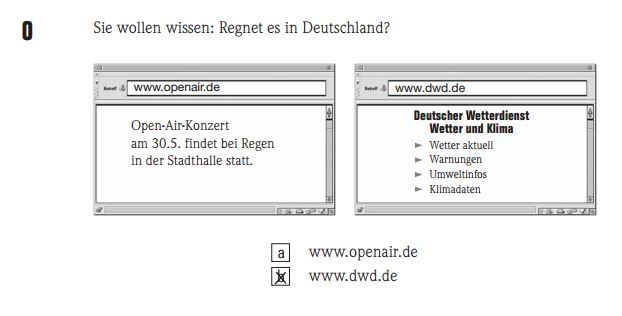 0
Sie wollen wissen: Regnet es in Deutschland?
Betreff www.openair.de
Open-Air-Konzert
am 30.5. findet bei Regen
in der Stadthalle statt.
Betreff www.dwd.de
Deutscher Wetterdienst
Wetter und Klima
► Wetter aktuell
► Warnungen
► Umweltinfos
► Klimadaten
a www.openair.de
b www.dwd.de